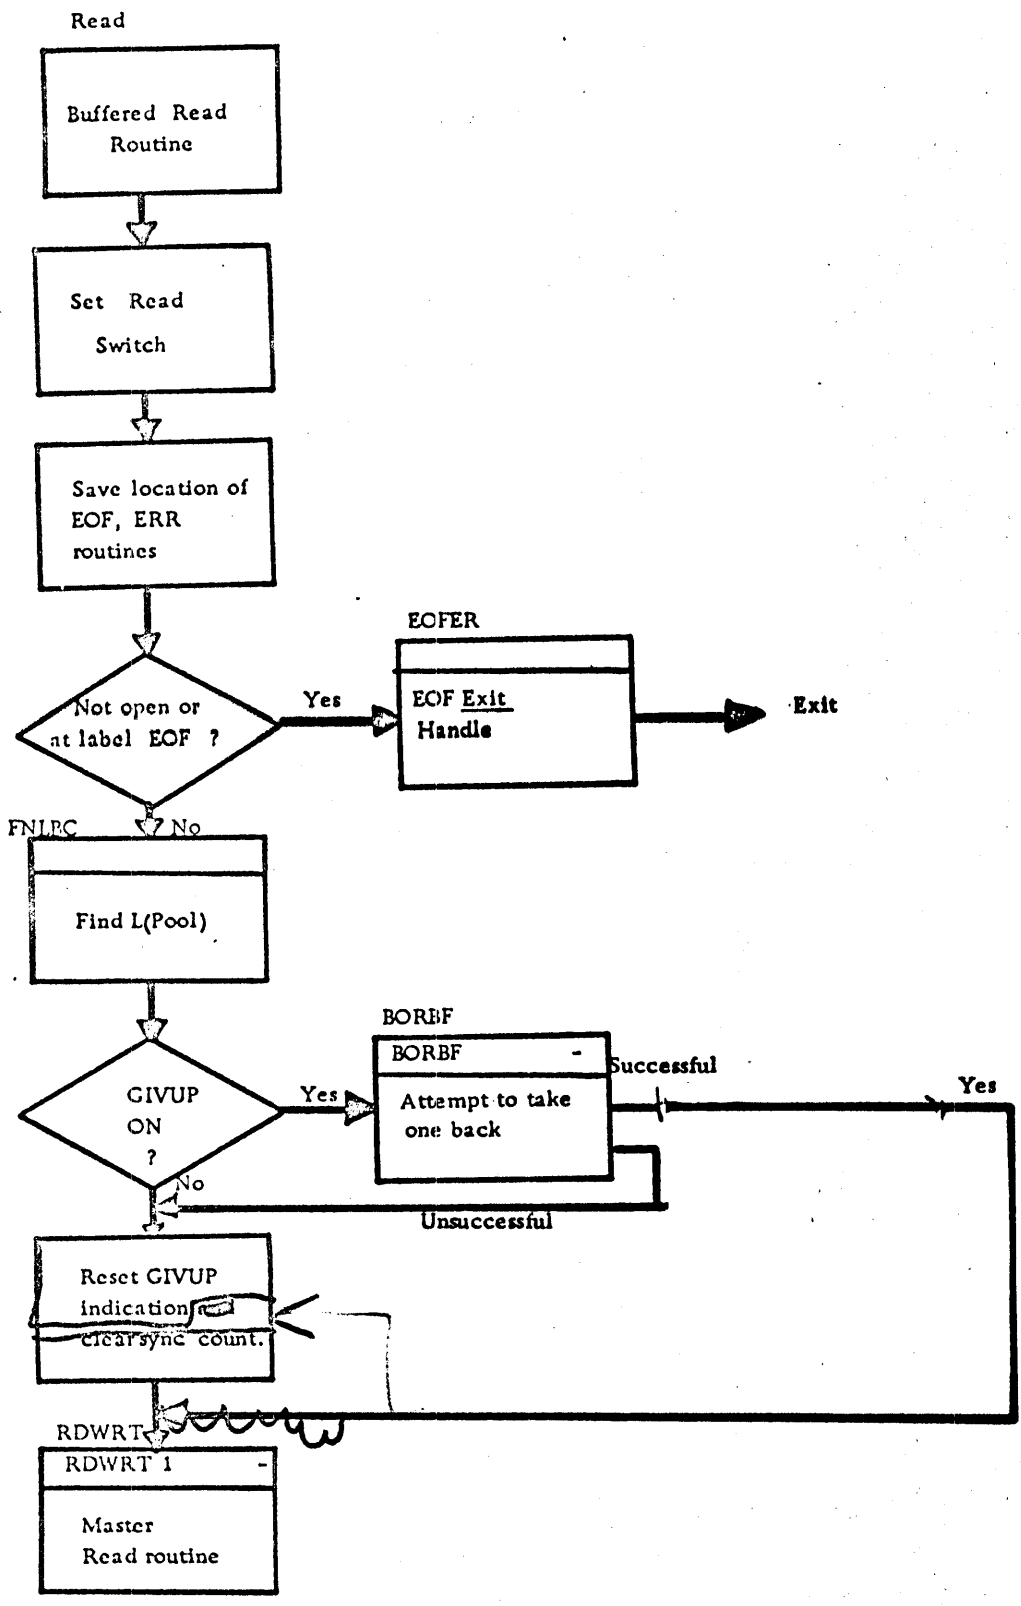 Read
Buffered Read
Routine
Set Read
Switch
Save location of
EOF, ERR
routines
Not open or
at label EOF ?
Yes
EOFER
EOF Exit
Handle
Exit
FNLBC
No
Find L(Pool)
GIVUP
ON
?
Yes
BORBF
BORBF -
Attempt to take
one back
Successful
Yes
No
Unsuccessful
Reset GIVUP
indication and
clear sync count.
RDWRT
RDWRT 1 -
Master
Read routine